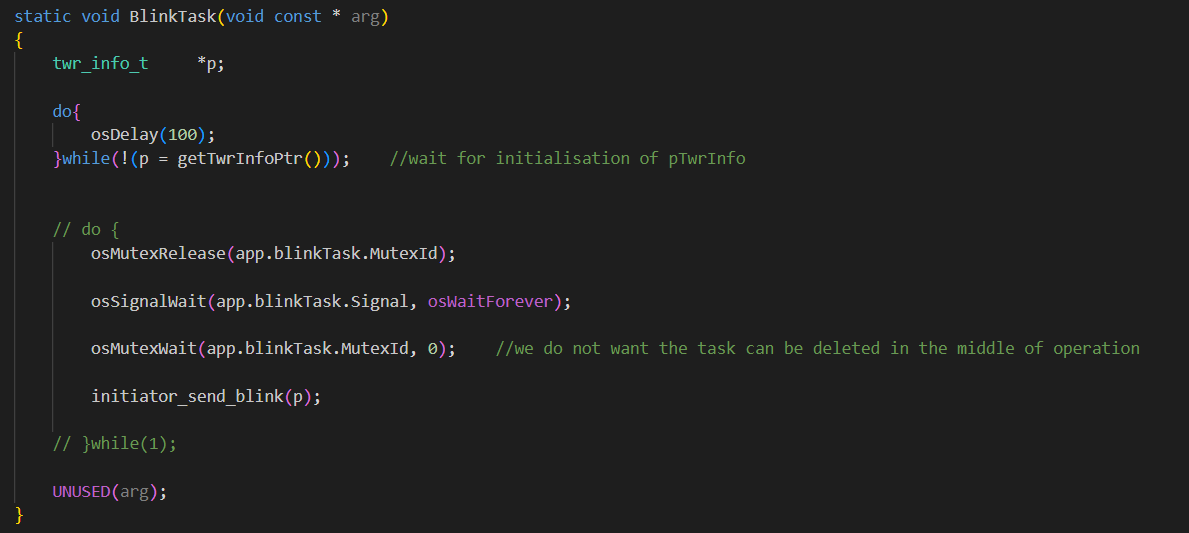 static void BlinkTask(void const * arg)
{
    twr_info_t     *p;
    do{
        osDelay(100);
    }while(!(p = getTwrInfoPtr()));    //wait for initialisation of pTwrInfo
    // do {
        osMutexRelease(app.blinkTask.MutexId);
        osSignalWait(app.blinkTask.Signal, osWaitForever);
        osMutexWait(app.blinkTask.MutexId, 0);    //we do not want the task can be deleted in the middle of operation
        initiator_send_blink(p);
    // }while(1);
    UNUSED(arg);
}